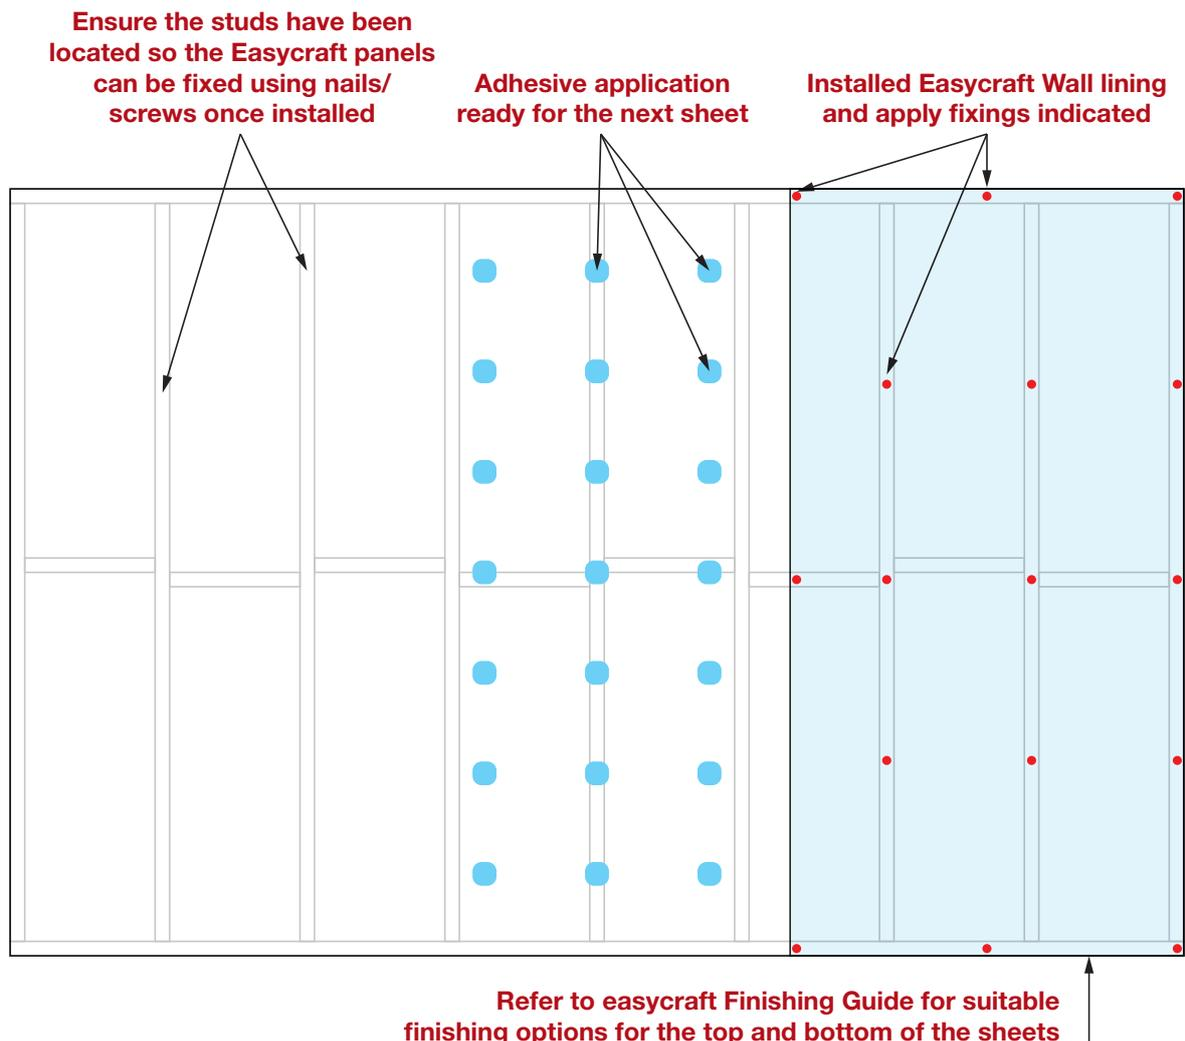 Ensure the studs have been
located so the Easycraft panels
can be fixed using nails/
screws once installed
Adhesive application
ready for the next sheet
Installed Easycraft Wall lining
and apply fixings indicated
Refer to easycraft Finishing Guide for suitable
finishing options for the top and bottom of the sheets